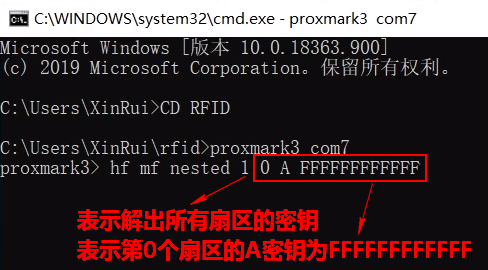 C:\WINDOWS\system32\cmd.exe - proxmark3 com7
Microsoft Windows [版本 10.0.18363.900]
(c) 2019 Microsoft Corporation。保留所有权利。
C:\Users\XinRui>CD RFID
C:\Users\XinRui\rfid>proxmark3 com7
proxmark3> hf mf nested l 0 A FFFFFFFFFFFF
表示解出所有扇区的密钥
表示第0个扇区的A密钥为FFFFFFFFFFFF